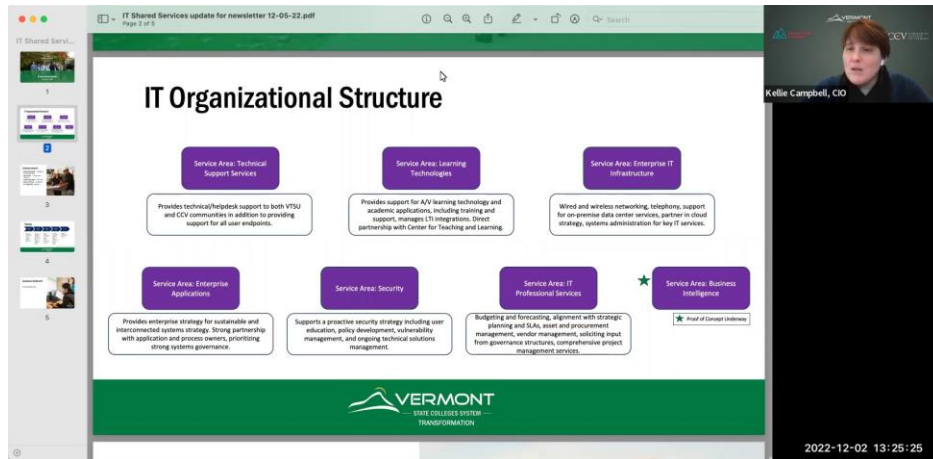 IT Shared Services update for newsletter 12-05-22.pdf
Page 2 of 5
Search
IT Shared Servi...
1
2
3
4
5
IT Organizational Structure
Service Area: Technical
Support Services
Provides technical/helpdesk support to both VTSU
and CCV communities in addition to providing
support for all user endpoints.
Service Area: Learning
Technologies
Provides support for A/V learning technology and
academic applications, including training and
support, manages LTI integrations. Direct
partnership with Center for Teaching and Learning.
Service Area: Enterprise IT
Infrastructure
Wired and wireless networking, telephony, support
for on-premise data center services, partner in cloud
strategy, systems administration for key IT services.
Service Area: Enterprise
Applications
Provides enterprise strategy for sustainable and
interconnected systems strategy. Strong partnership
with application and process owners, prioritizing
strong systems governance.
Service Area: Security
Supports a proactive security strategy including user
education, policy development, vulnerability
management, and ongoing technical solutions
management.
Service Area: IT
Professional Services
Budgeting and forecasting, alignment with strategic
planning and SLAs, asset and procurement
management, vendor management, soliciting input
from governance structures, comprehensive project
management services.
Service Area: Business
Intelligence
Proof of Concept Underway
VERMONT
STATE COLLEGES SYSTEM
TRANSFORMATION
VERMONT
CCV
Kellie Campbell, CIO
2022-12-02 13:25:25